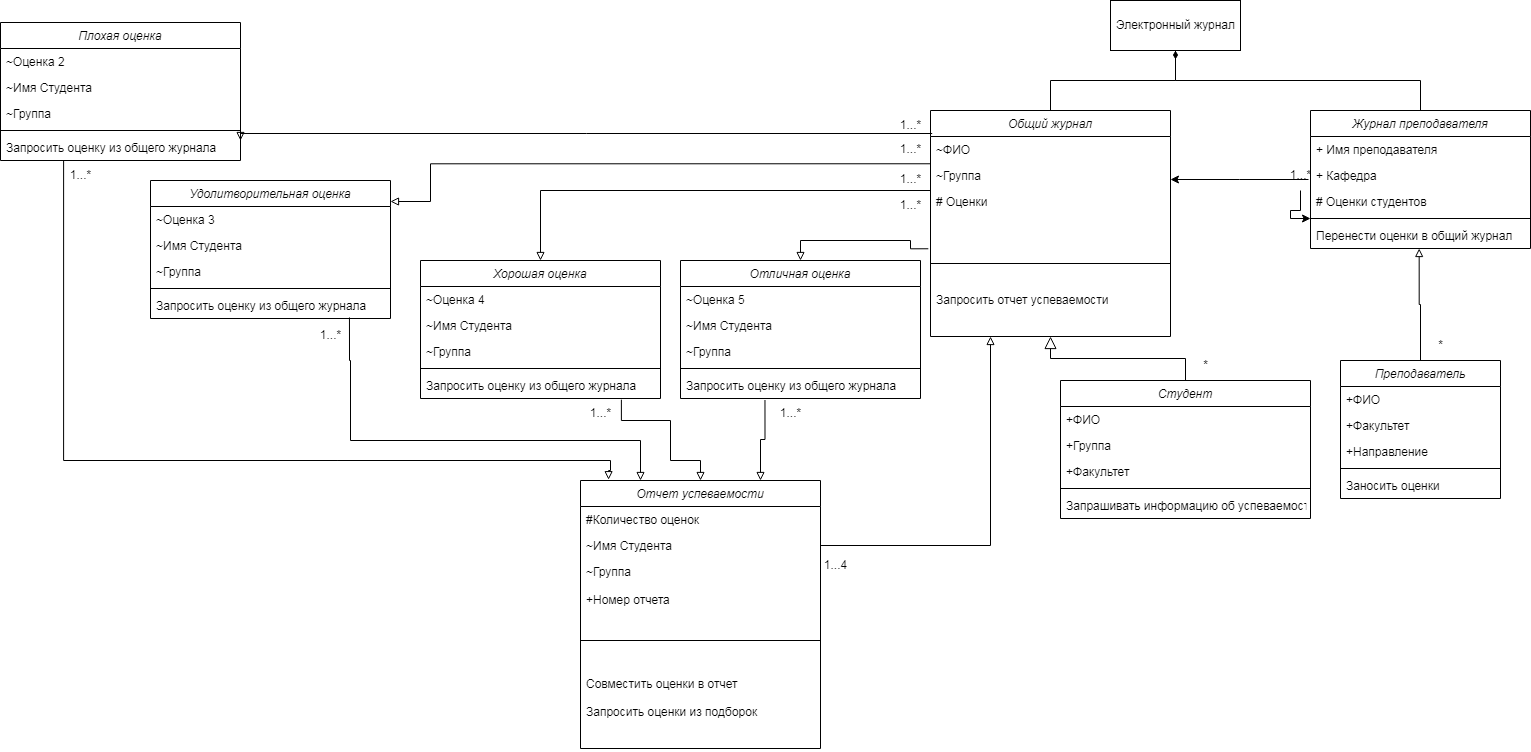 Электронный журнал
Плохая оценка
~Оценка 2
~Имя Студента
~Группа
Запросить оценку из общего журнала
1...*
Удолитворительная оценка
~Оценка 3
~Имя Студента
~Группа
Запросить оценку из общего журнала
1...*
Хорошая оценка
~Оценка 4
~Имя Студента
~Группа
Запросить оценку из общего журнала
1...*
Отличная оценка
~Оценка 5
~Имя Студента
~Группа
Запросить оценку из общего журнала
1...*
1...*
1...*
1...*
1...*
Общий журнал
~ФИО
~Группа
# Оценки
Запросить отчет успеваемости
Журнал преподавателя
+ Имя преподавателя
1...*
+ Кафедра
# Оценки студентов
Перенести оценки в общий журнал
*
Студент
+ФИО
+Группа
+Факультет
Запрашивать информацию об успеваемост
*
Преподаватель
+ФИО
+Факультет
+Направление
Заносить оценки
Отчет успеваемости
#Количество оценок
~Имя Студента
~Группа
+Номер отчета
Совместить оценки в отчет
Запросить оценки из подборок
1...4